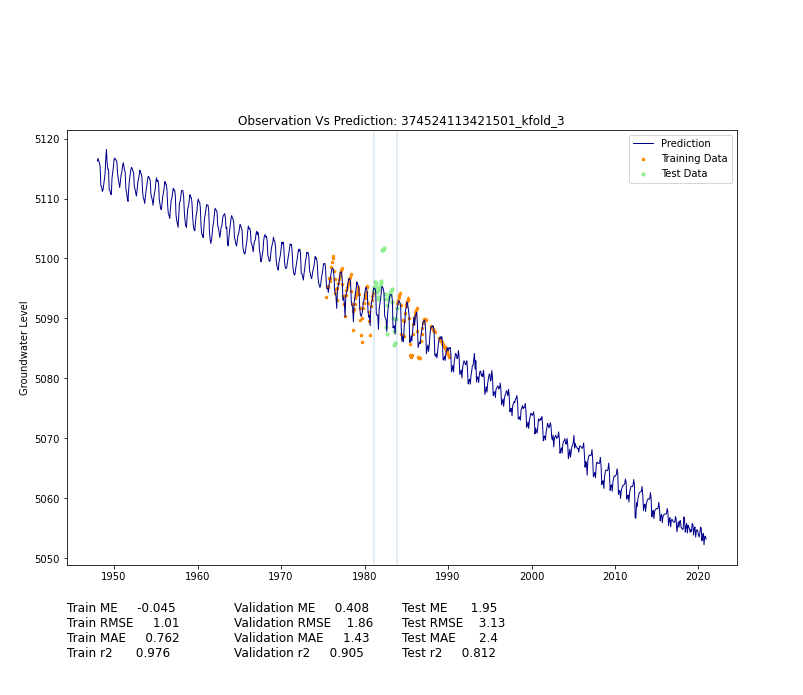 Observation Vs Prediction: 374524113421501_kfold_3
Prediction
Training Data
Test Data
Groundwater Level
5120
5110
5100
5090
5080
5070
5060
5050
1950 1960 1970 1980 1990 2000 2010 2020
Train ME -0.045 Validation ME 0.408 Test ME 1.95
Train RMSE 1.01 Validation RMSE 1.86 Test RMSE 3.13
Train MAE 0.762 Validation MAE 1.43 Test MAE 2.4
Train r2 0.976 Validation r2 0.905 Test r2 0.812